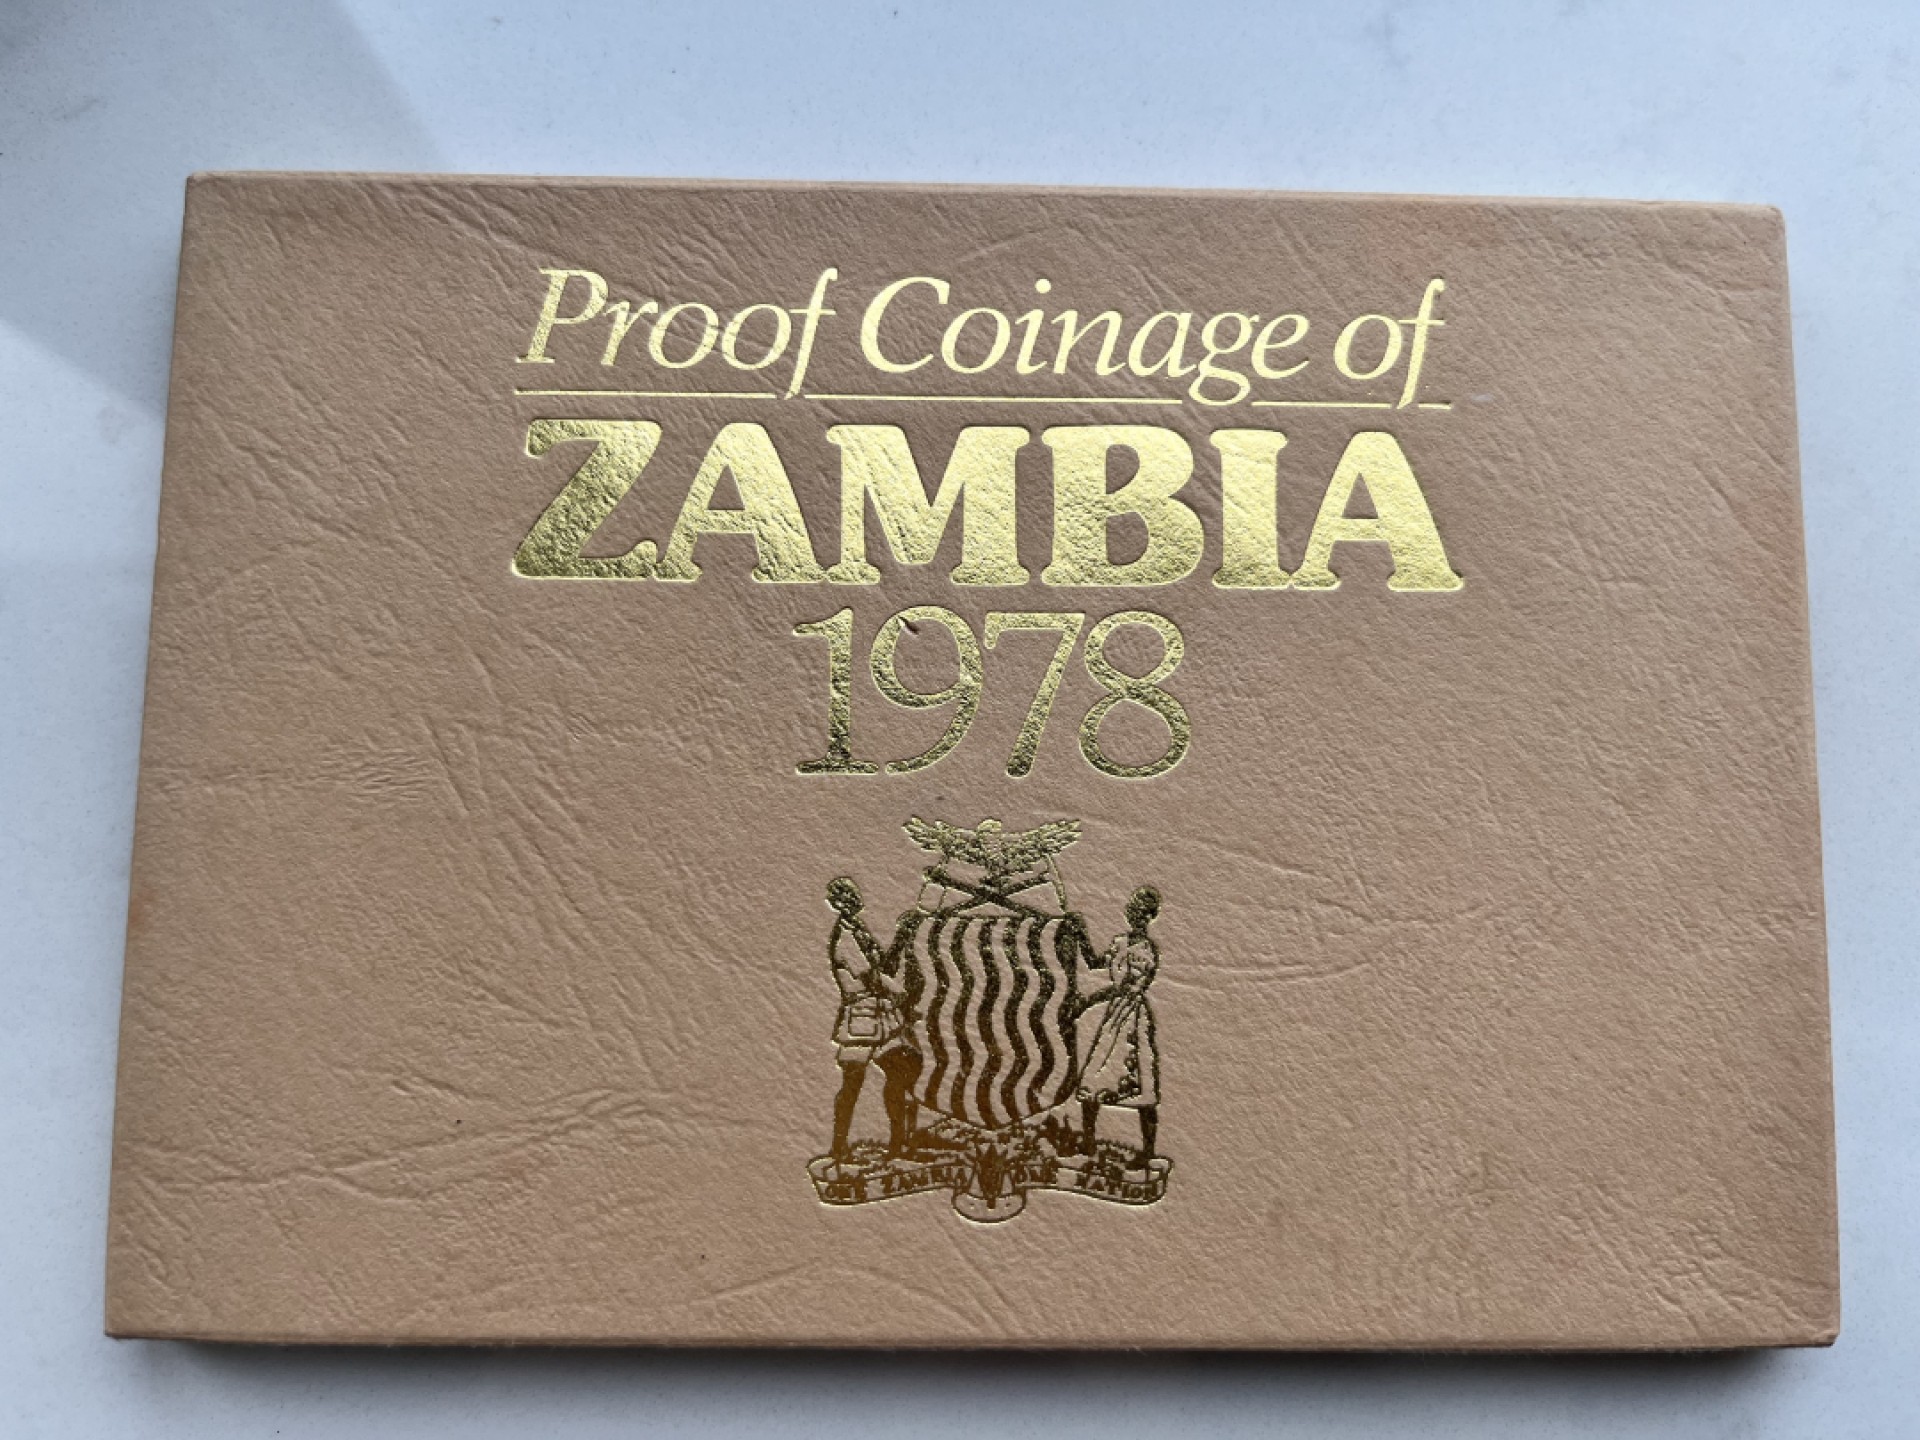 Proof Coinage of
ZAMBIA
1978
ONE ZAMBIA ONE NATION